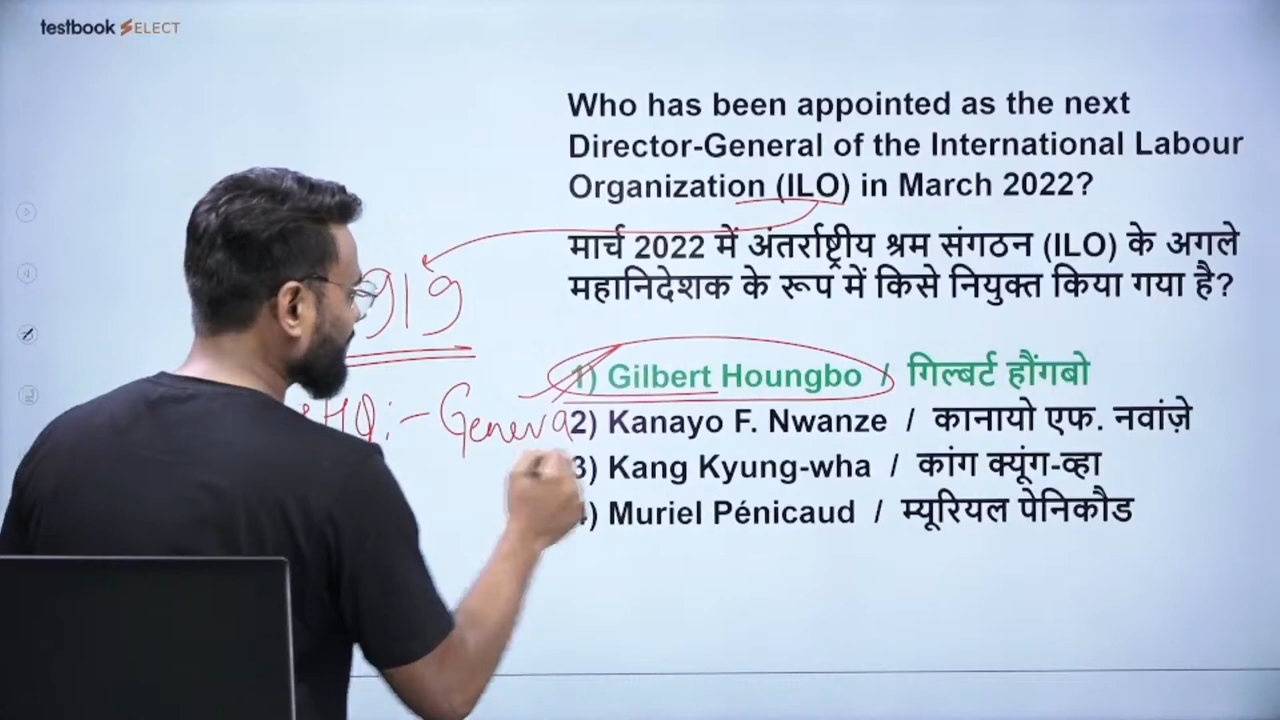 testbook SELECT
Who has been appointed as the next
Director-General of the International Labour
Organization (ILO) in March 2022?
मार्च 2022 में अंतर्राष्ट्रीय श्रम संगठन (ILO) के अगले
महानिदेशक के रूप में किसे नियुक्त किया गया है?
919
HQ:- Geneva
1) Gilbert Houngbo / गिल्बर्ट हौंगबो
2) Kanayo F. Nwanze / कानायो एफ. नवांज़े
3) Kang Kyung-wha / कांग क्यूंग-व्हा
4) Muriel Pénicaud / म्यूरियल पेनिकौड